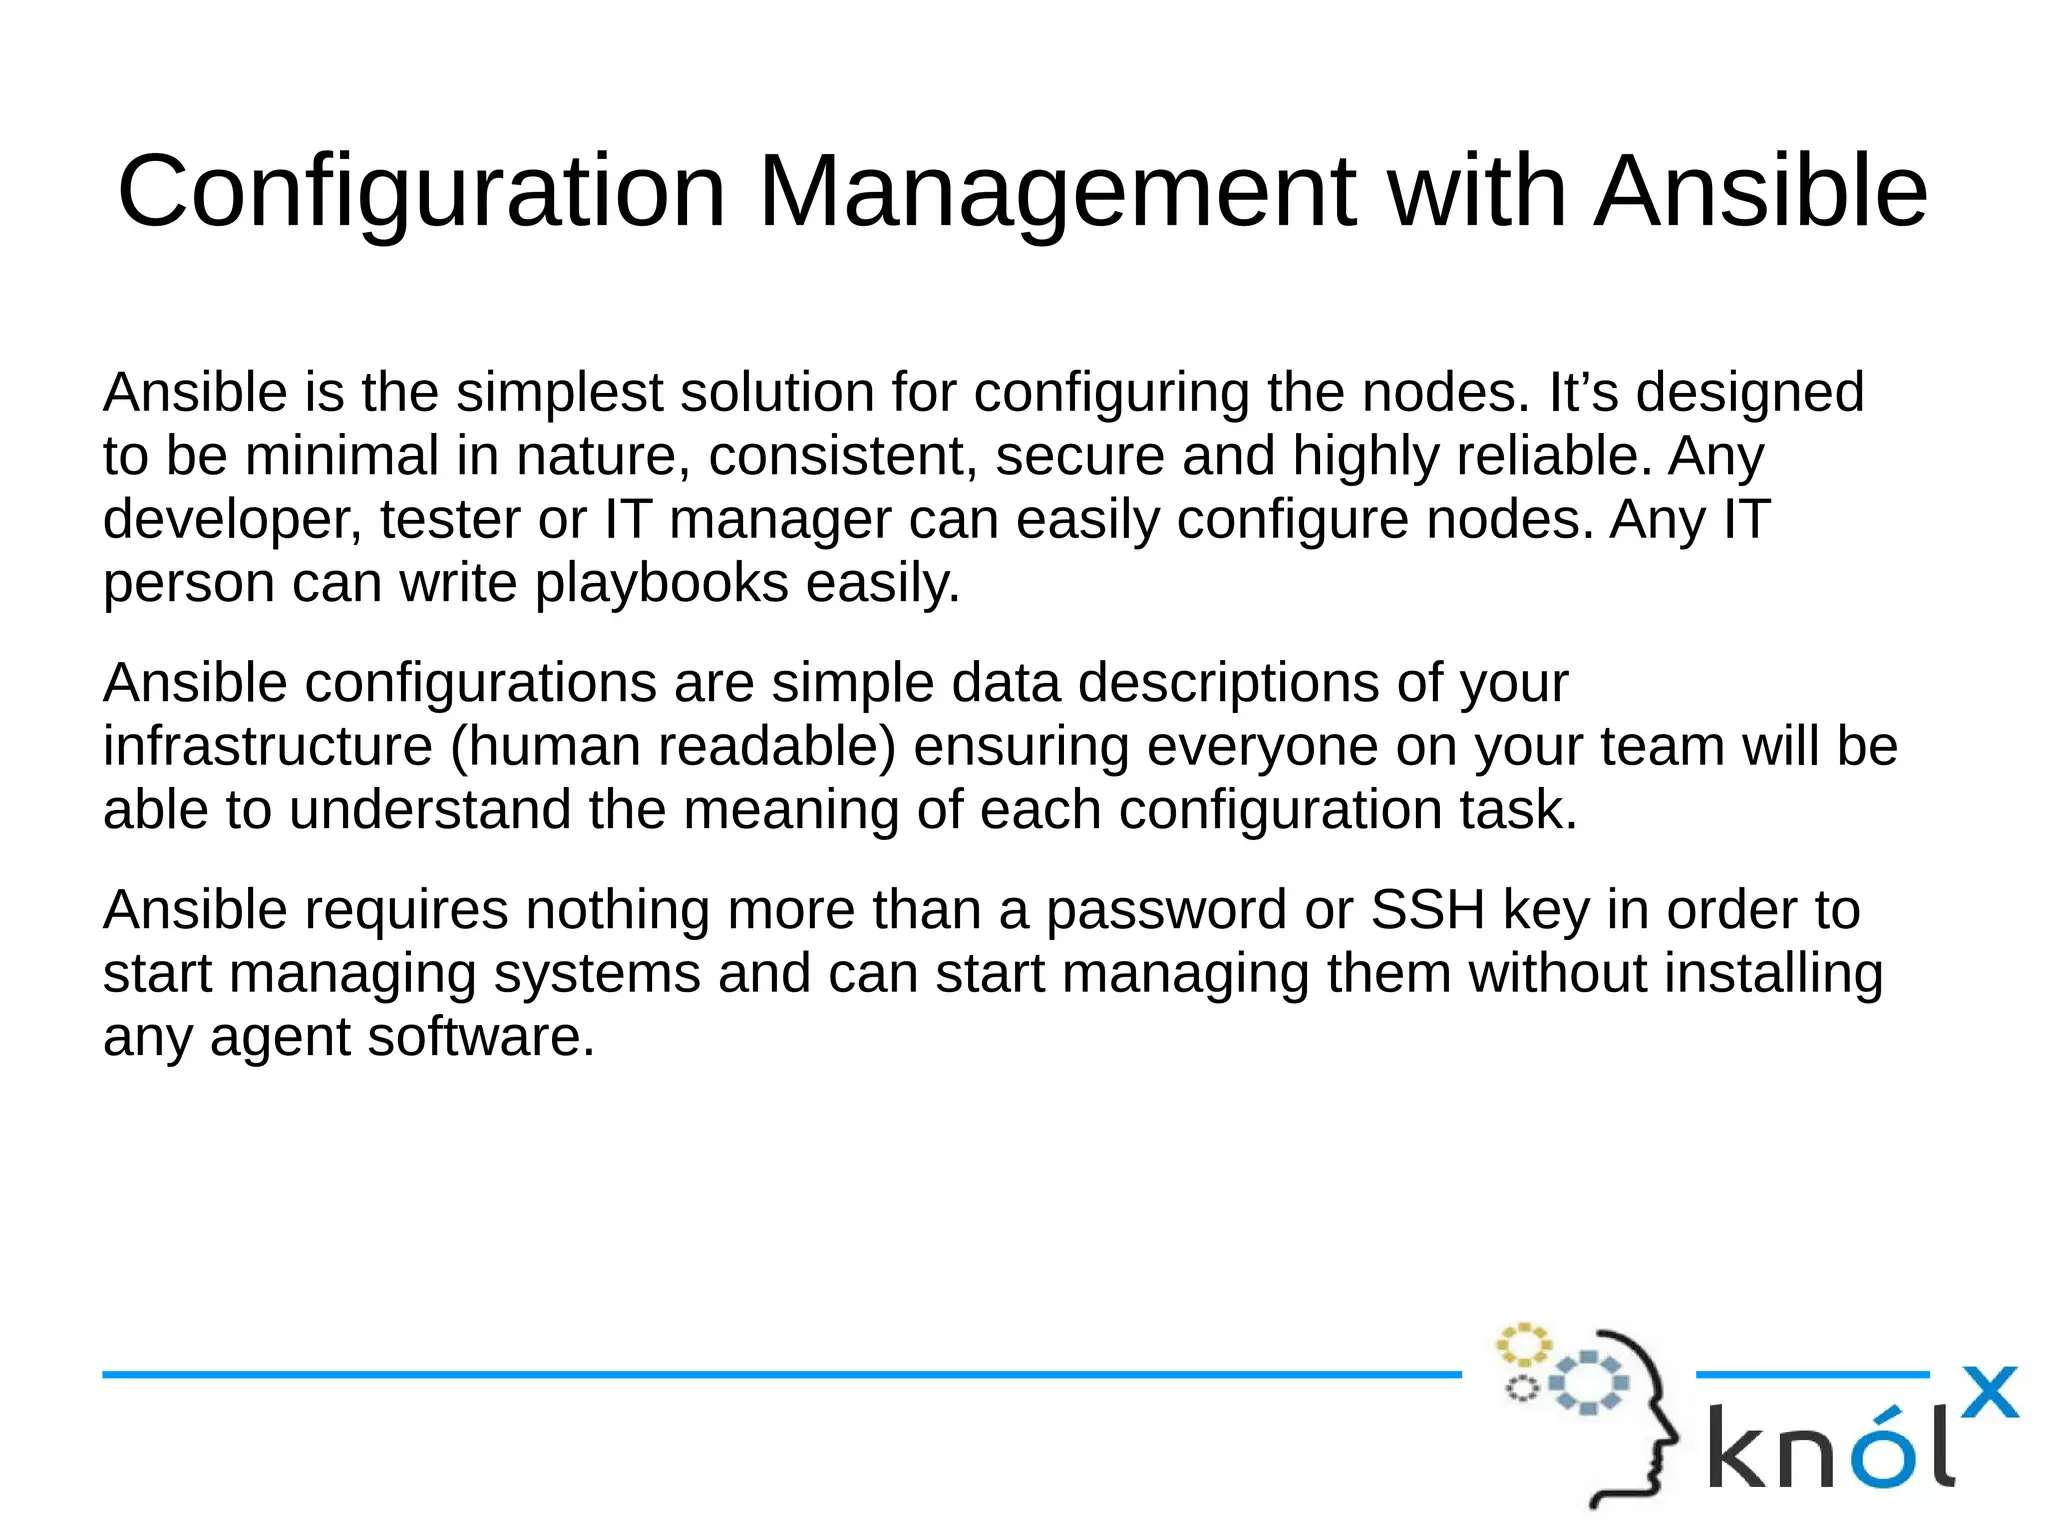 Configuration Management with Ansible
Ansible is the simplest solution for configuring the nodes. It’s designed
to be minimal in nature, consistent, secure and highly reliable. Any
developer, tester or IT manager can easily configure nodes. Any IT
person can write playbooks easily.
Ansible configurations are simple data descriptions of your
infrastructure (human readable) ensuring everyone on your team will be
able to understand the meaning of each configuration task.
Ansible requires nothing more than a password or SSH key in order to
start managing systems and can start managing them without installing
any agent software.
knólx